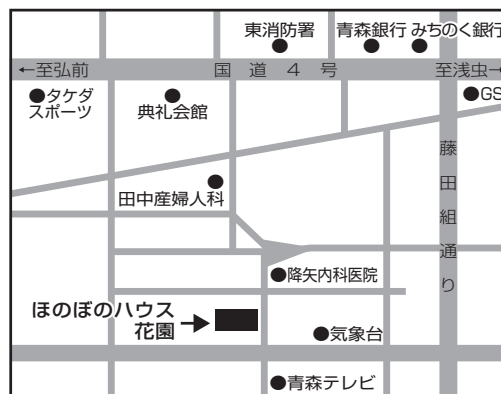 東消防署
青森銀行
みちのく銀行
←至弘前
国道4号
至浅虫→
●タケダ
スポーツ
典礼会館
●GS
藤田組通り
田中産婦人科
●降矢内科医院
ほのぼのハウス
花園→
●気象台
●青森テレビ